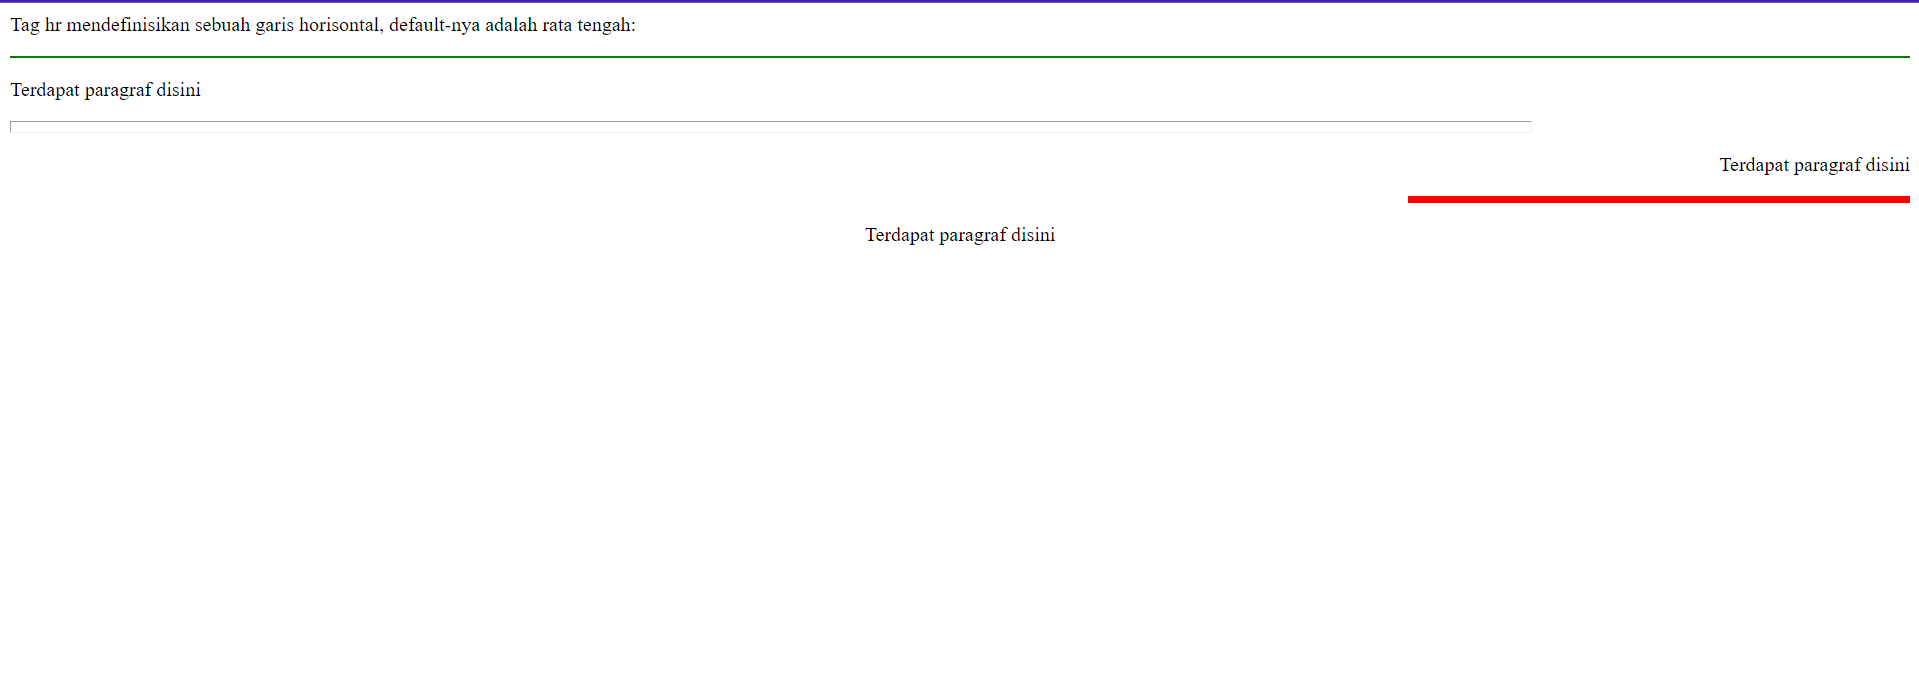 Tag hr mendefinisikan sebuah garis horisontal, default-nya adalah rata tengah:
Terdapat paragraf disini
Terdapat paragraf disini
Terdapat paragraf disini